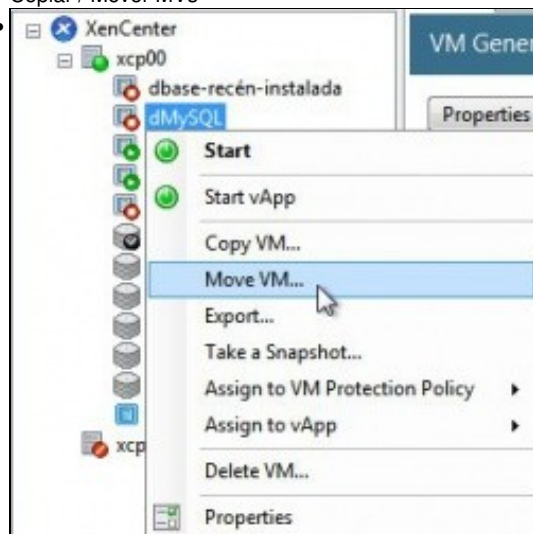 Copiar / Mover MVs
XenCenter
VM Gener
xcp00
dbase-recén-instalada
Properties
dMySQL
Start
Start vApp
Copy VM...
Move VM...
Export...
Take a Snapshot...
Assign to VM Protection Policy
Assign to vApp
xcp
Delete VM...
Properties